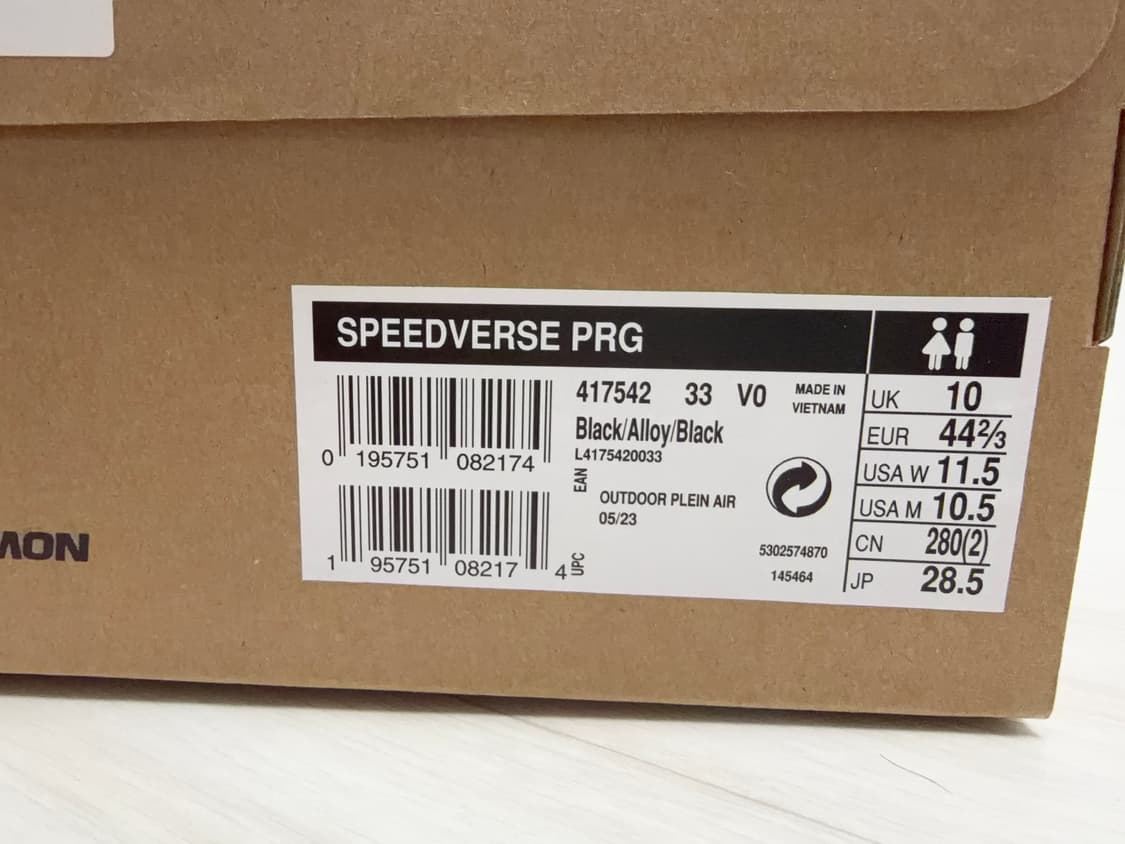 SPEEDVERSE PRG
0 195751 082174
EAN
1 95751 08217 4
UPC
417542 33 V0
MADE IN
VIETNAM
Black/Alloy/Black
L4175420033
OUTDOOR PLEIN AIR
05/23
5302574870
145464
UK 10
EUR 44⅔
USA W 11.5
USA M 10.5
CN 280(2)
JP 28.5
MON